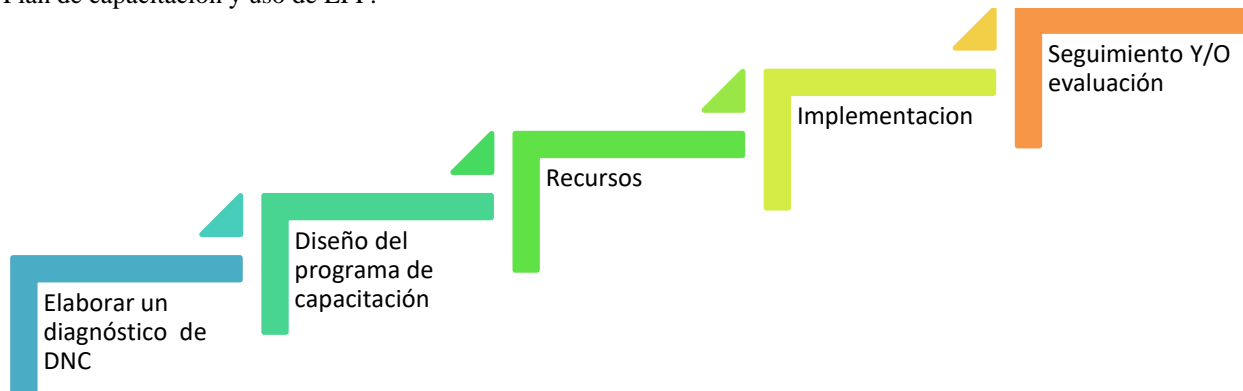 Plan de capacitación y uso de EPP:
Seguimiento Y/O
evaluación
Implementacion
Recursos
Diseño del
programa de
capacitación
Elaborar un
diagnóstico de
DNC